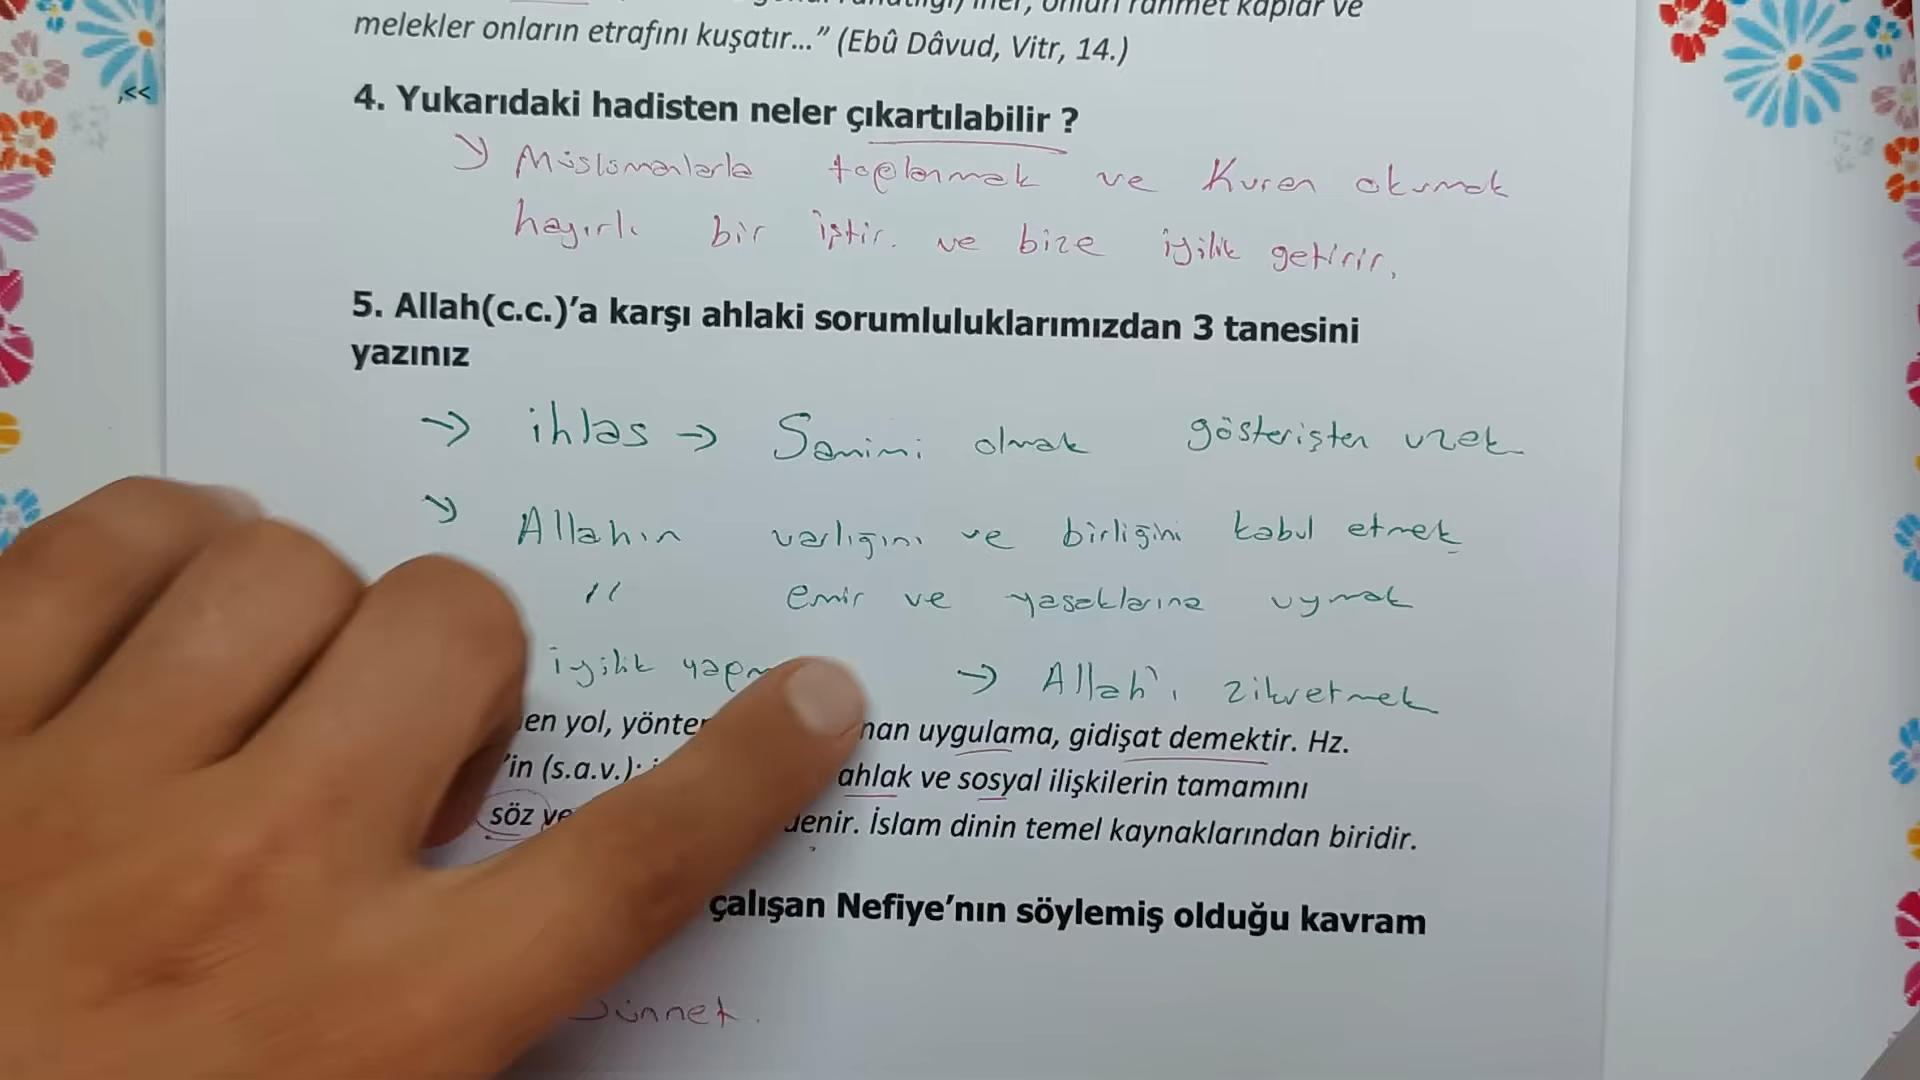 rahmet kaplar ve
melekler onların etrafını kuşatır...” (Ebû Dâvud, Vitr, 14.)
4. Yukarıdaki hadisten neler çıkartılabilir ?
Müslümanlarla toplanmak ve Kuran okumak
hayırlı bir iştir. ve bize iyilik getirir.
5. Allah(c.c.)’a karşı ahlaki sorumluluklarımızdan 3 tanesini
yazınız
→ ihlas → Samimi olmak gösterişten uzak
→ Allahın varlığını ve birliğini kabul etmek
" emir ve yasaklarına uymak
iyilik → Allah'ı zikretmek
yol, uygulama, gidişat demektir. Hz.
’in (s.a.v.) ahlak ve sosyal ilişkilerin tamamını
söz denir. İslam dinin temel kaynaklarından biridir.
çalışan Nefiye’nın söylemiş olduğu kavram
Sünnet.
<<